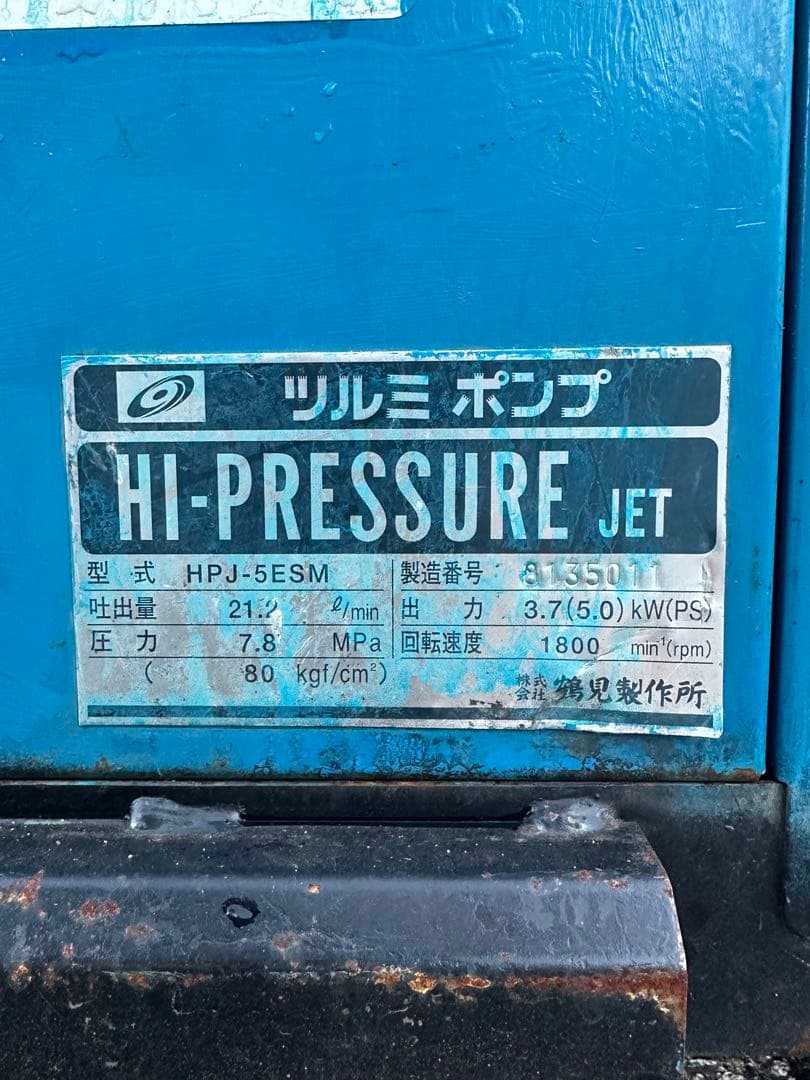 ツルミポンプ
HI-PRESSURE JET
型式 HPJ-5ESM 製造番号 8135011
吐出量 21.2 ℓ/min 出力 3.7(5.0)kW(PS)
圧力 7.8 MPa 回転速度 1800 min⁻¹(rpm)
( 80 kgf/cm²)
株式会社 鶴見製作所